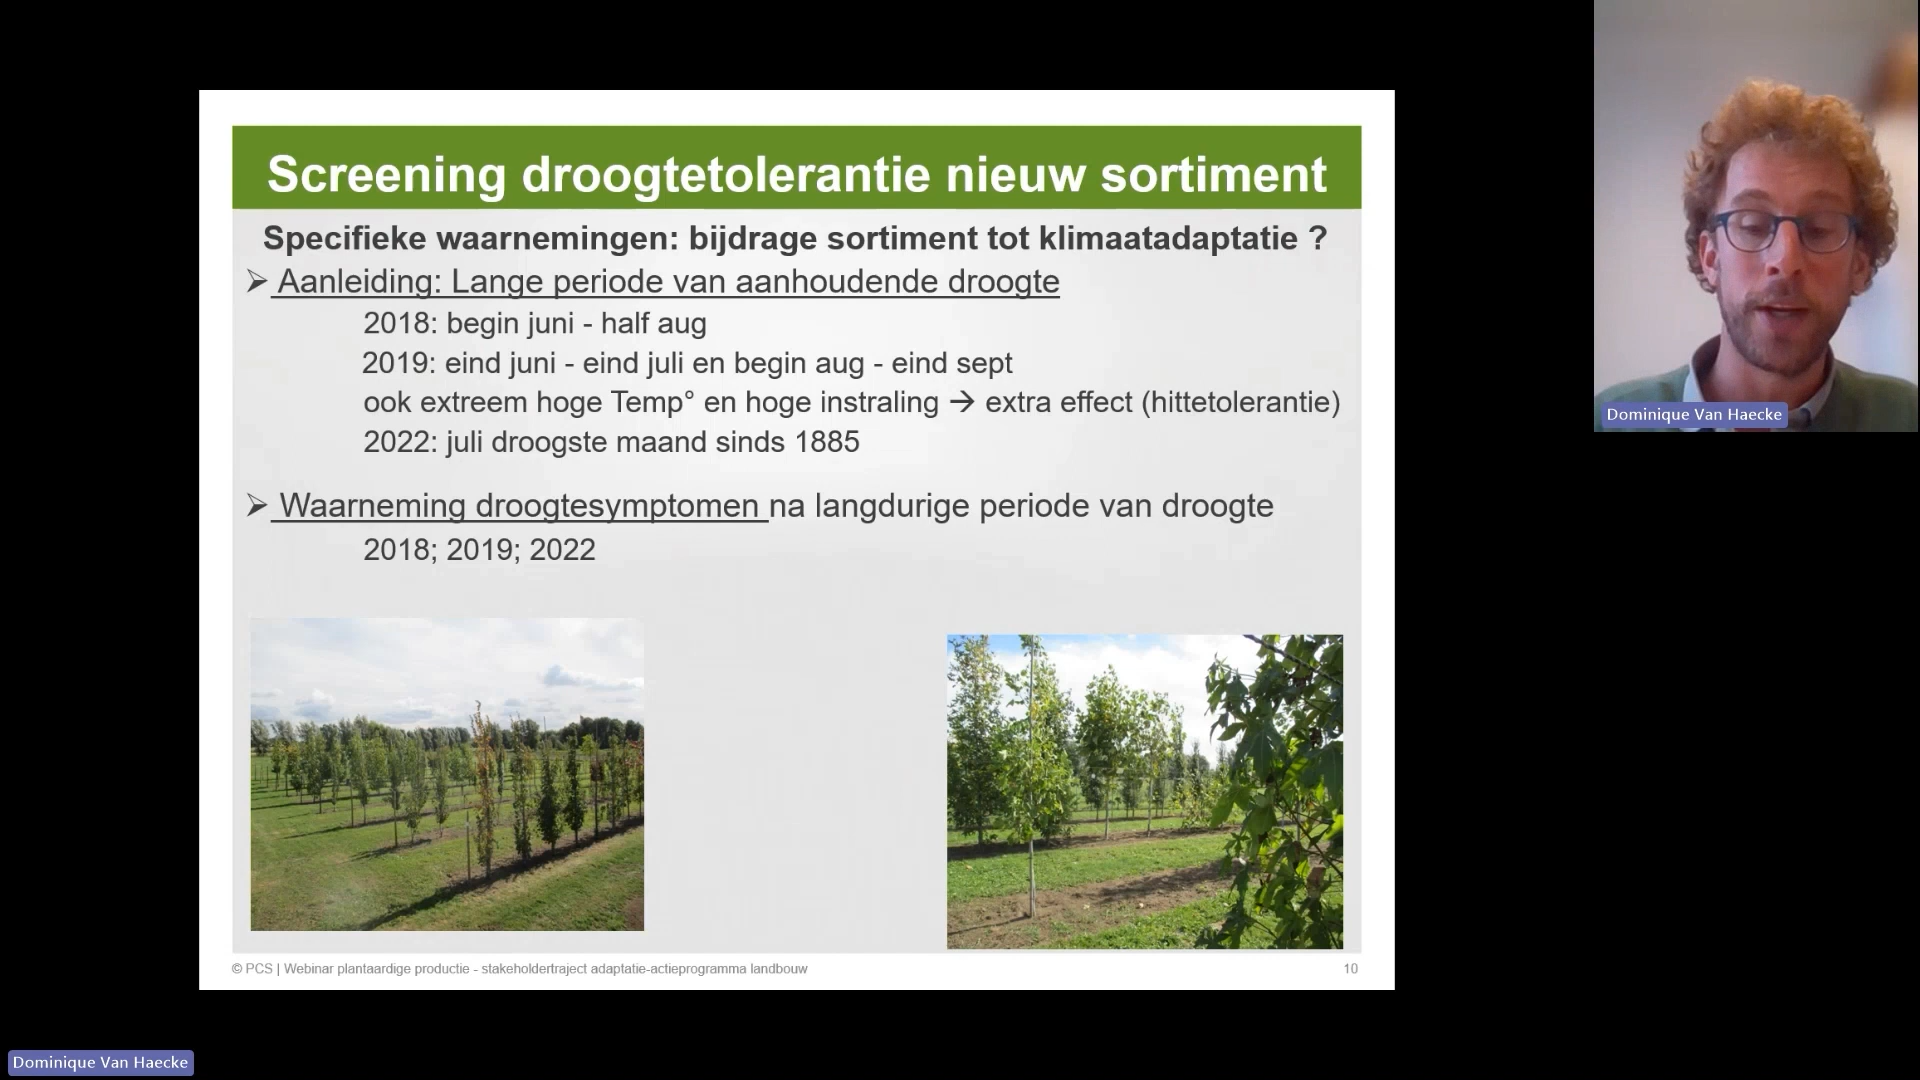 Screening droogtetolerantie nieuw sortiment
Specifieke waarnemingen: bijdrage sortiment tot klimaatadaptatie ?
➢ Aanleiding: Lange periode van aanhoudende droogte
2018: begin juni - half aug
2019: eind juni - eind juli en begin aug - eind sept
ook extreem hoge Temp° en hoge instraling → extra effect (hittetolerantie)
2022: juli droogste maand sinds 1885
➢ Waarneming droogtesymptomen na langdurige periode van droogte
2018; 2019; 2022
© PCS | Webinar plantaardige productie - stakeholdertraject adaptatie-actieprogramma landbouw
10
Dominique Van Haecke
Dominique Van Haecke